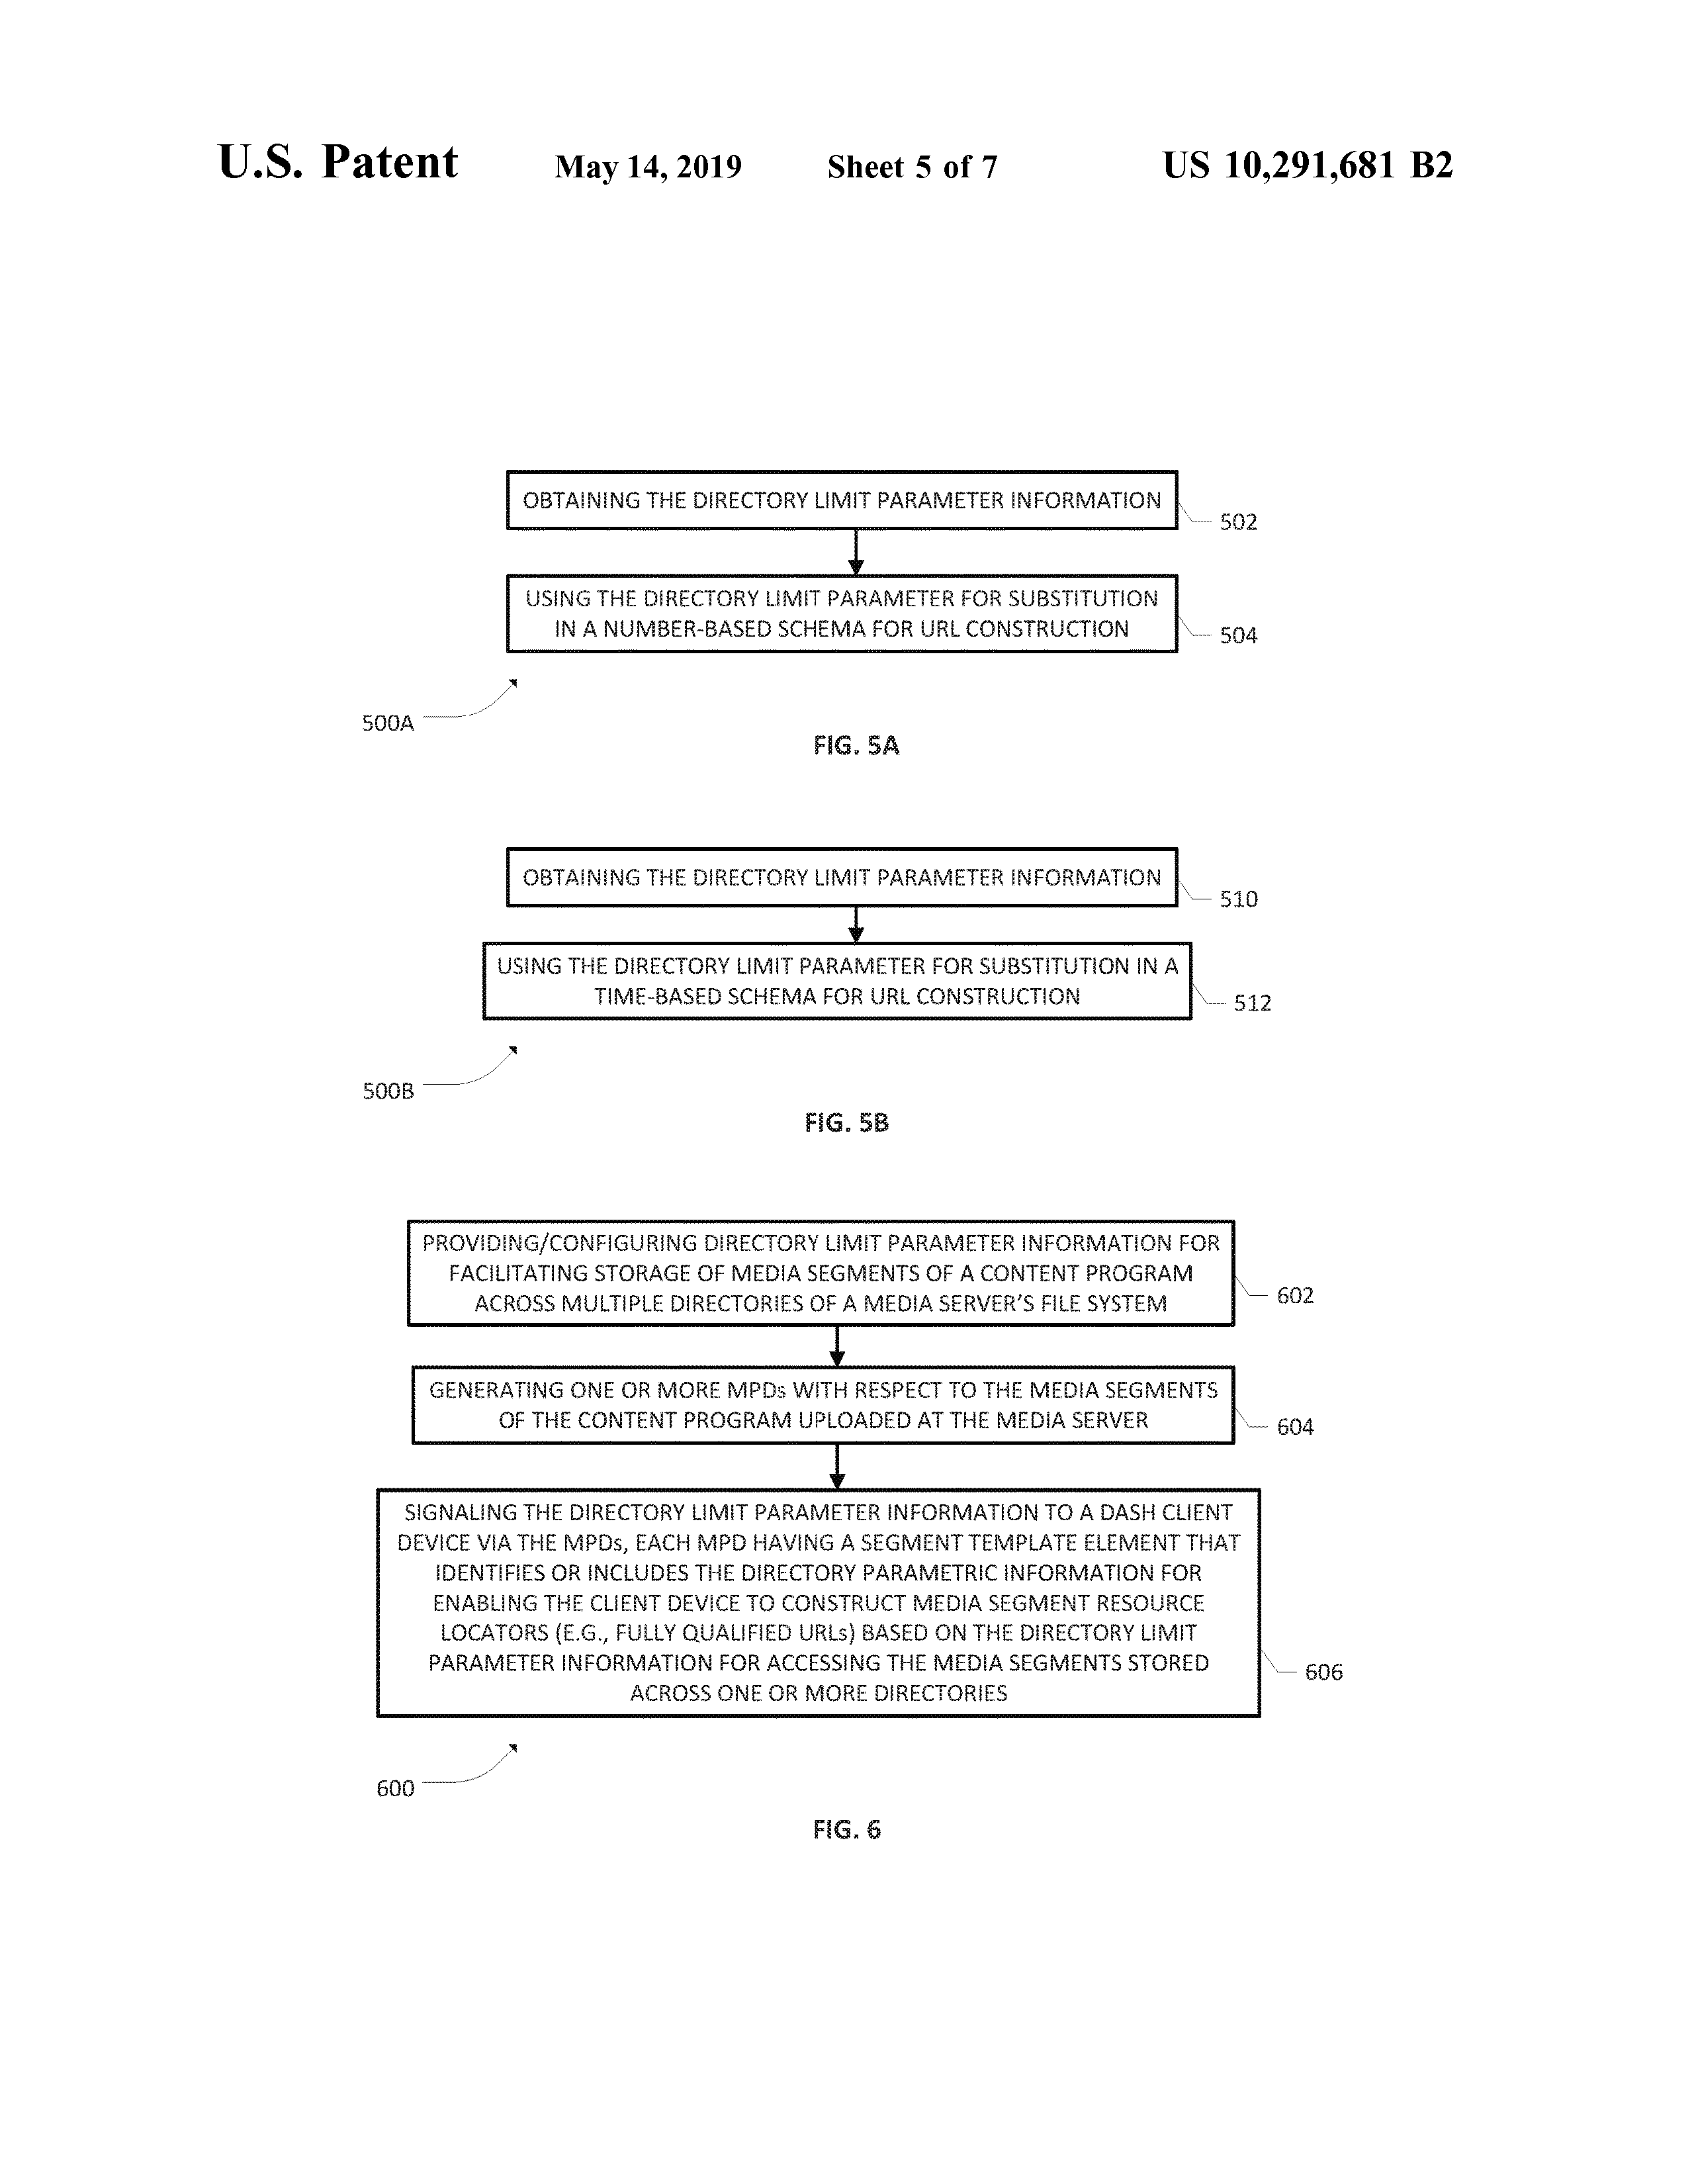 U.S. Patent May 14, 2019 Sheet 5 of 7 US 10,291,681 B2
OBTAINING THE DIRECTORY LIMIT PARAMETER INFORMATION
502
USING THE DIRECTORY LIMIT PARAMETER FOR SUBSTITUTION
IN A NUMBER-BASED SCHEMA FOR URL CONSTRUCTION
504
500A
FIG. 5A
OBTAINING THE DIRECTORY LIMIT PARAMETER INFORMATION
510
USING THE DIRECTORY LIMIT PARAMETER FOR SUBSTITUTION IN A
TIME-BASED SCHEMA FOR URL CONSTRUCTION
512
500B
FIG. 5B
PROVIDING/CONFIGURING DIRECTORY LIMIT PARAMETER INFORMATION FOR
FACILITATING STORAGE OF MEDIA SEGMENTS OF A CONTENT PROGRAM
ACROSS MULTIPLE DIRECTORIES OF A MEDIA SERVER'S FILE SYSTEM
602
GENERATING ONE OR MORE MPDs WITH RESPECT TO THE MEDIA SEGMENTS
OF THE CONTENT PROGRAM UPLOADED AT THE MEDIA SERVER
604
SIGNALING THE DIRECTORY LIMIT PARAMETER INFORMATION TO A DASH CLIENT
DEVICE VIA THE MPDs, EACH MPD HAVING A SEGMENT TEMPLATE ELEMENT THAT
IDENTIFIES OR INCLUDES THE DIRECTORY PARAMETRIC INFORMATION FOR
ENABLING THE CLIENT DEVICE TO CONSTRUCT MEDIA SEGMENT RESOURCE
LOCATORS (E.G., FULLY QUALIFIED URLs) BASED ON THE DIRECTORY LIMIT
PARAMETER INFORMATION FOR ACCESSING THE MEDIA SEGMENTS STORED
ACROSS ONE OR MORE DIRECTORIES
606
600
FIG. 6